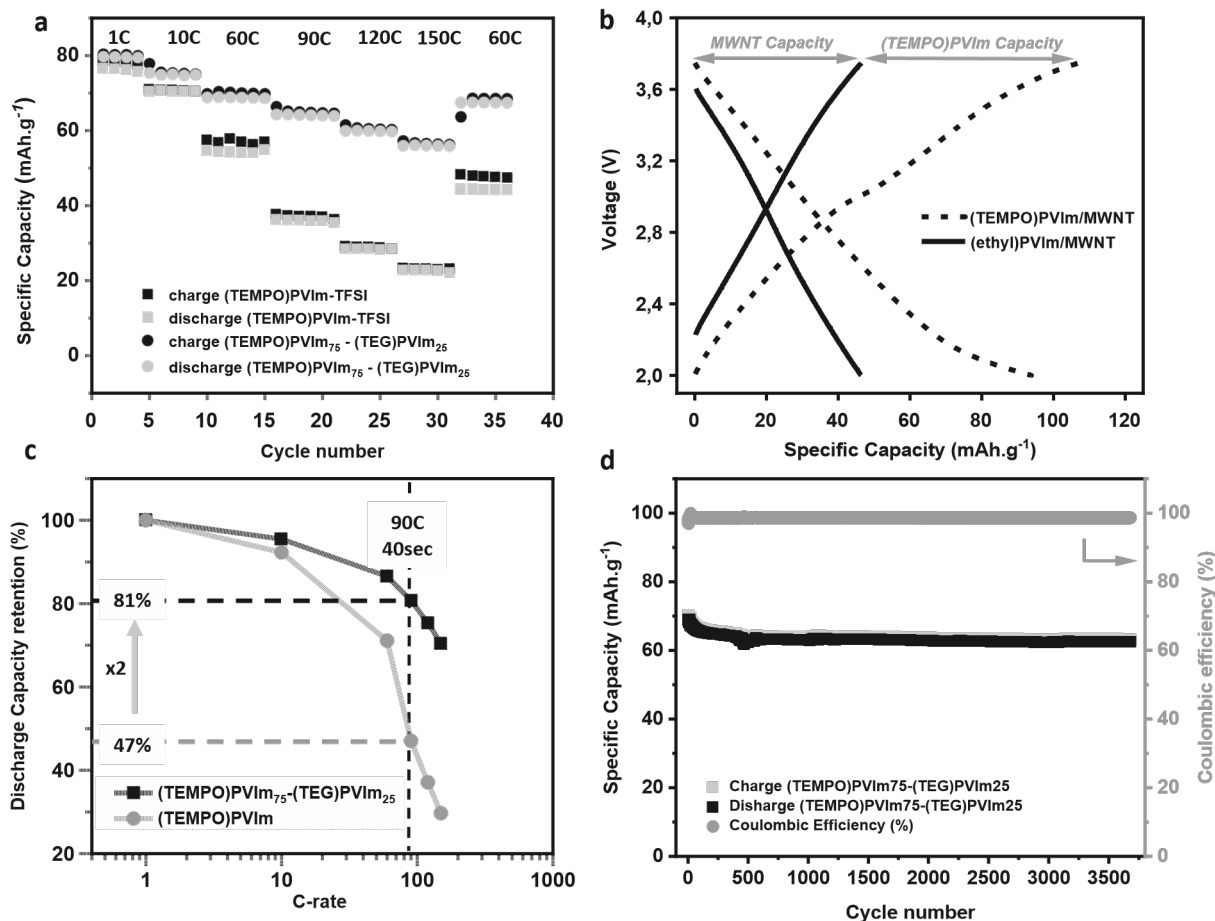 a
1C 10C 60C 90C 120C 150C 60C
80
60
40
20
0
Specific Capacity (mAh.g⁻¹)
charge (TEMPO)PVIm-TFSI
discharge (TEMPO)PVIm-TFSI
charge (TEMPO)PVIm₇₅ - (TEG)PVIm₂₅
discharge (TEMPO)PVIm₇₅ - (TEG)PVIm₂₅
0 5 10 15 20 25 30 35 40
Cycle number
b
MWNT Capacity (TEMPO)PVIm Capacity
3,6
3,2
2,8
2,4
2,0
Voltage (V)
(TEMPO)PVIm/MWNT
(ethyl)PVIm/MWNT
0 20 40 60 80 100 120
Specific Capacity (mAh.g⁻¹)
c
100
80
60
40
20
Discharge Capacity retention (%)
90C
40sec
81%
x2
47%
(TEMPO)PVIm₇₅-(TEG)PVIm₂₅
(TEMPO)PVIm
1 10 100 1000
C-rate
d
100
80
60
40
20
0
Specific Capacity (mAh.g⁻¹)
100
80
60
40
20
0
Coulombic efficiency (%)
Charge (TEMPO)PVIm75-(TEG)PVIm25
Disharge (TEMPO)PVIm75-(TEG)PVIm25
Coulombic Efficiency (%)
0 500 1000 1500 2000 2500 3000 3500
Cycle number